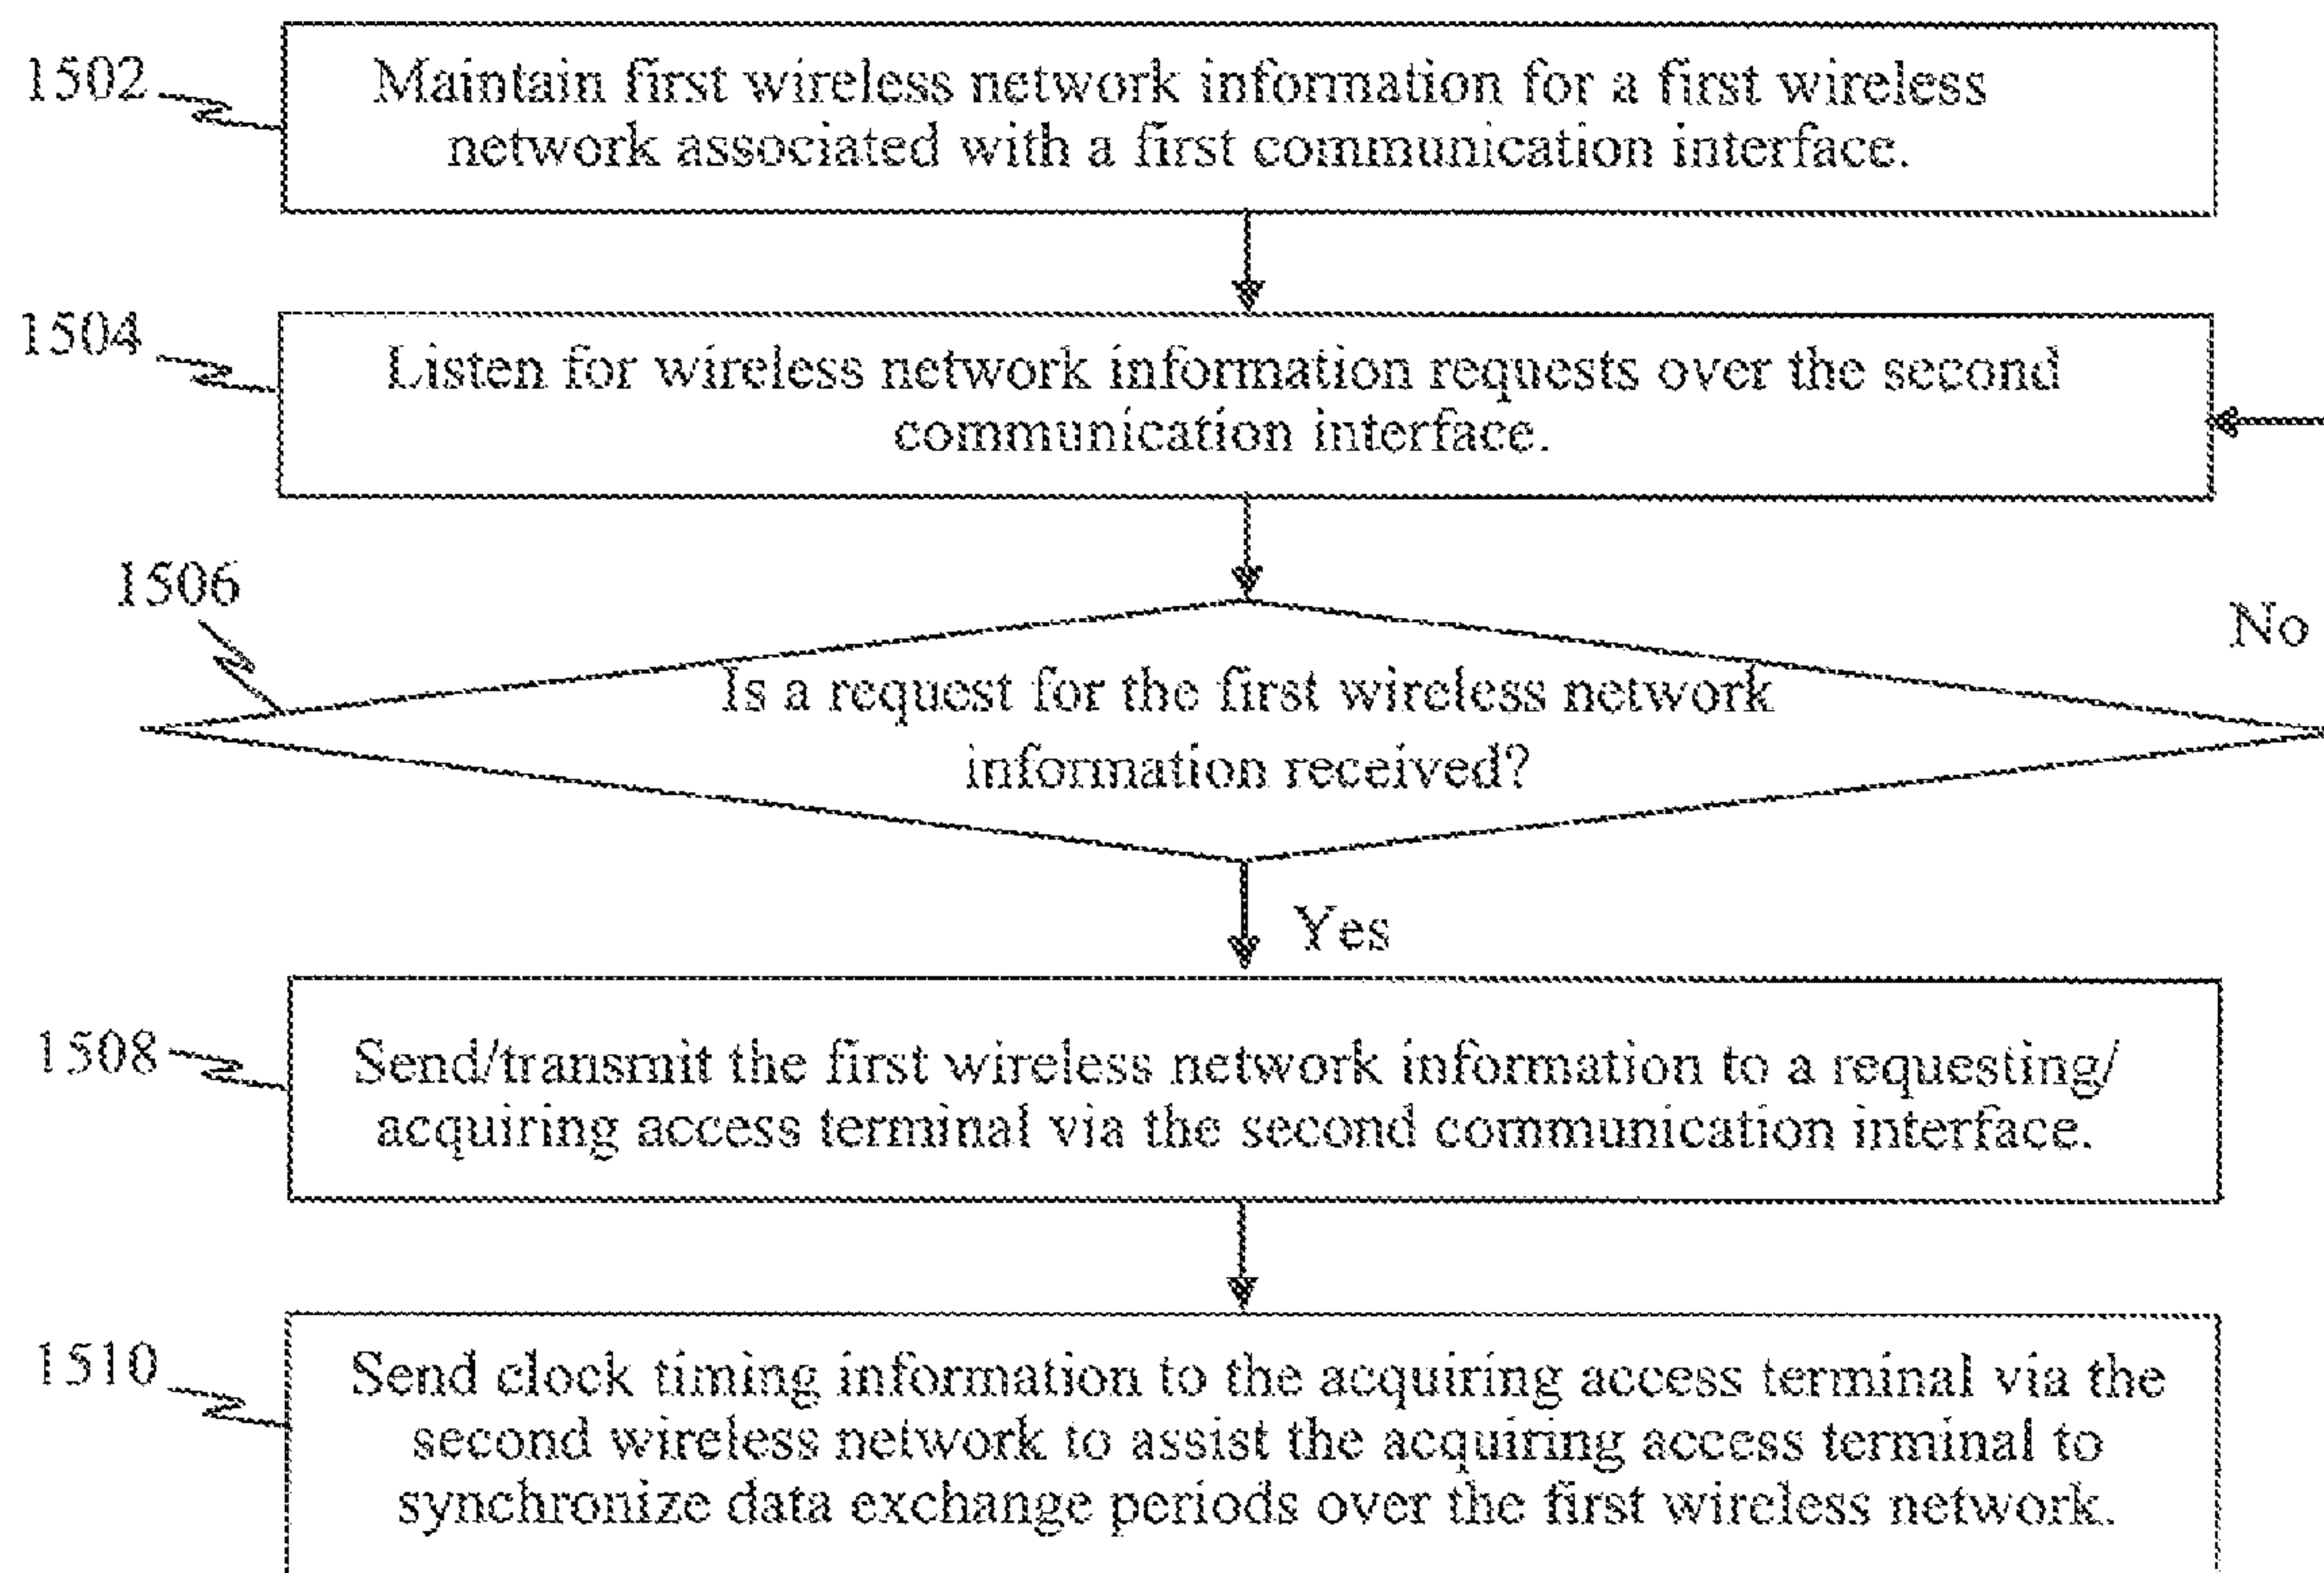 1502
Maintain first wireless network information for a first wireless
network associated with a first communication interface.
1504
Listen for wireless network information requests over the second
communication interface.
1506
No
Is a request for the first wireless network
information received?
Yes
1508
Send/transmit the first wireless network information to a requesting/
acquiring access terminal via the second communication interface.
1510
Send clock timing information to the acquiring access terminal via the
second wireless network to assist the acquiring access terminal to
synchronize data exchange periods over the first wireless network.